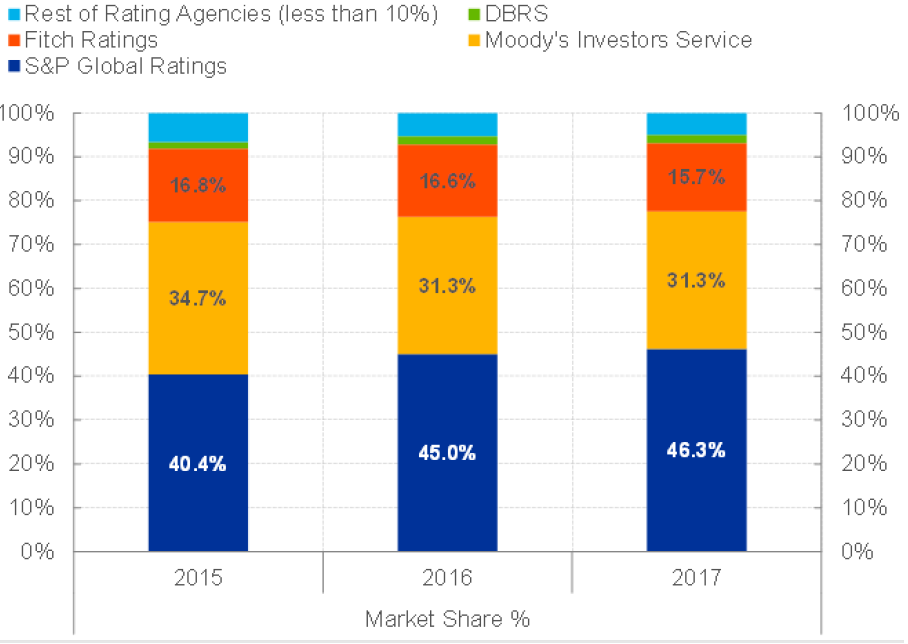 Rest of Rating Agencies (less than 10%) DBRS
Fitch Ratings Moody's Investors Service
S&P Global Ratings
100% 100%
90% 90%
80% 16.8% 16.6% 15.7% 80%
70% 70%
60% 34.7% 31.3% 31.3% 60%
50% 50%
40% 40%
30% 30%
20% 40.4% 45.0% 46.3% 20%
10% 10%
0% 0%
2015 2016 2017
Market Share %